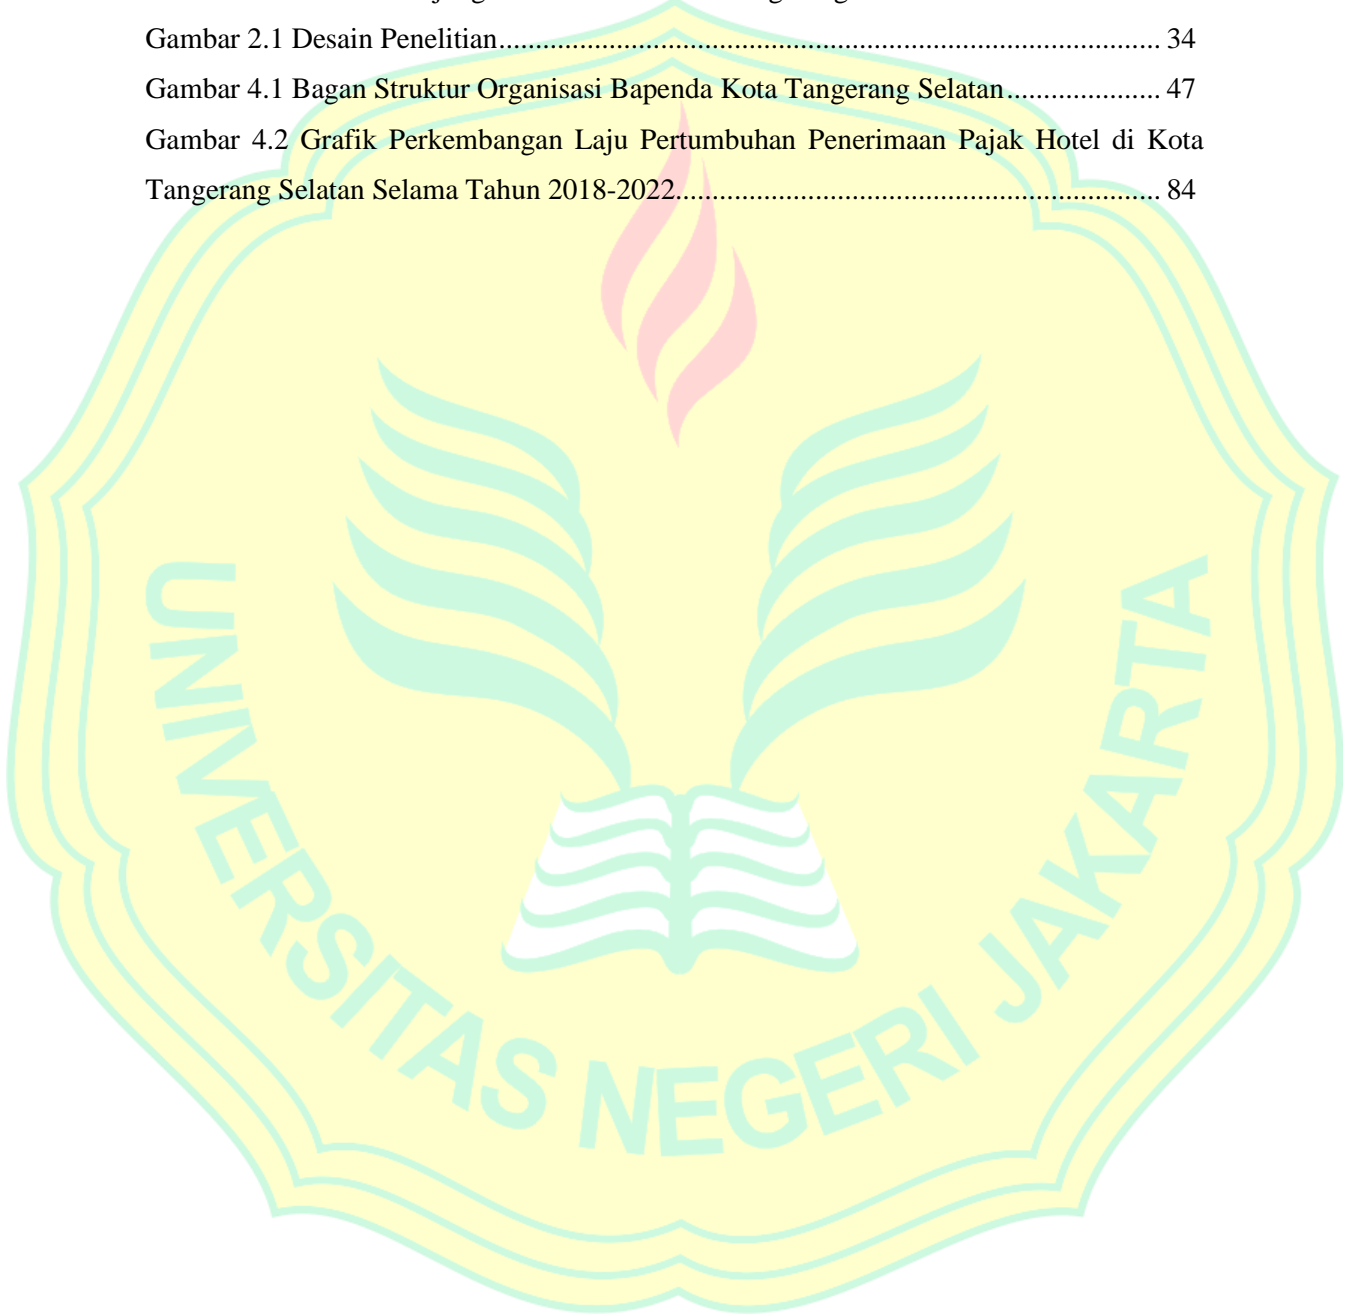 Gambar 2.1 Desain Penelitian.......................................................................................... 34
Gambar 4.1 Bagan Struktur Organisasi Bapenda Kota Tangerang Selatan..................... 47
Gambar 4.2 Grafik Perkembangan Laju Pertumbuhan Penerimaan Pajak Hotel di Kota
Tangerang Selatan Selama Tahun 2018-2022.................................................................. 84
UNIVERSITAS NEGERI JAKARTA